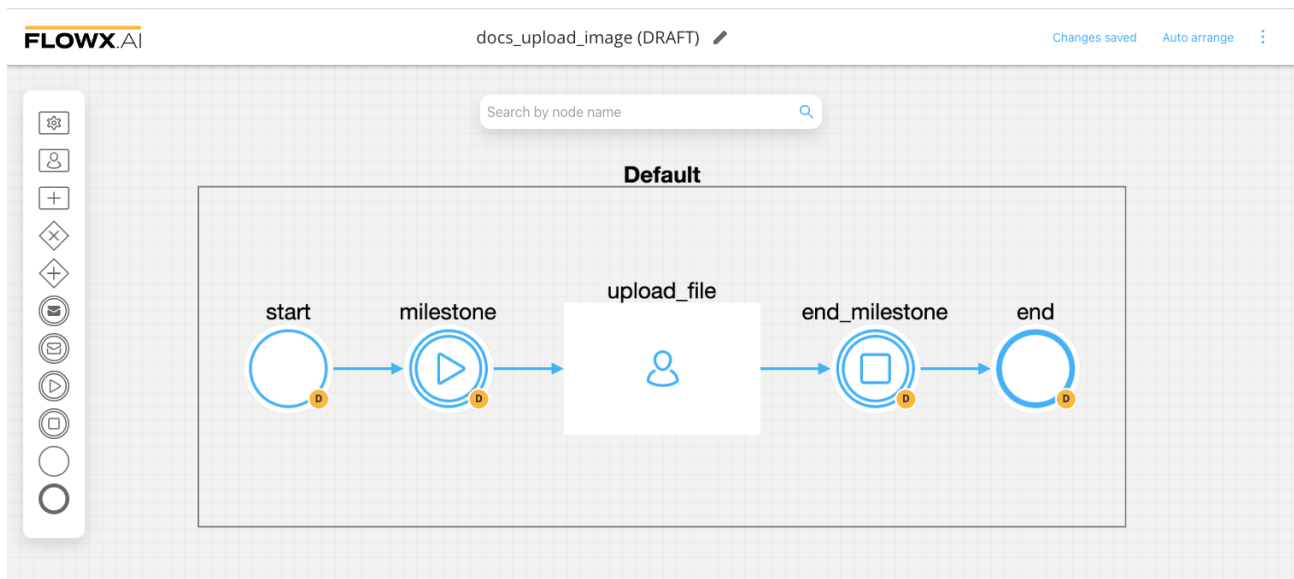 FLOWX.AI
docs_upload_image (DRAFT)
Changes saved
Auto arrange
Search by node name
Default
start
milestone
upload_file
end_milestone
end
D
D
D
D